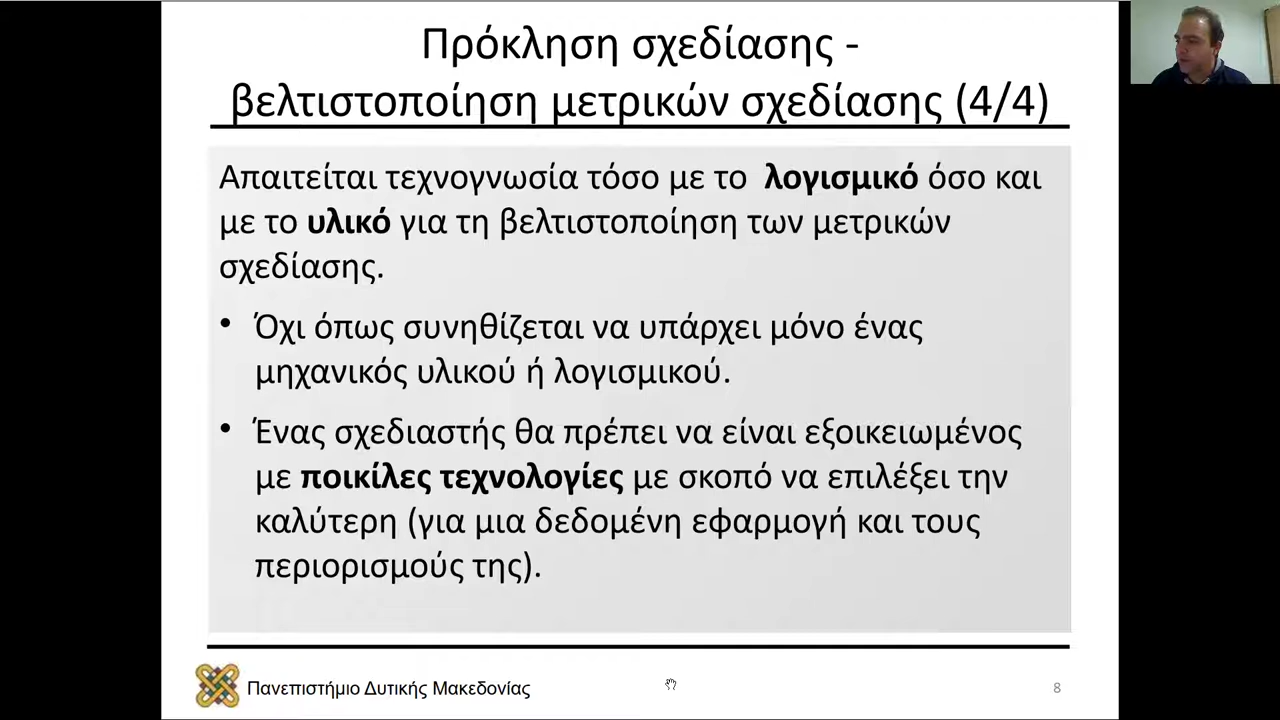 Πρόκληση σχεδίασης -
βελτιστοποίηση μετρικών σχεδίασης (4/4)
Απαιτείται τεχνογνωσία τόσο με το λογισμικό όσο και
με το υλικό για τη βελτιστοποίηση των μετρικών
σχεδίασης.
• Όχι όπως συνηθίζεται να υπάρχει μόνο ένας
μηχανικός υλικού ή λογισμικού.
• Ένας σχεδιαστής θα πρέπει να είναι εξοικειωμένος
με ποικίλες τεχνολογίες με σκοπό να επιλέξει την
καλύτερη (για μια δεδομένη εφαρμογή και τους
περιορισμούς της).
Πανεπιστήμιο Δυτικής Μακεδονίας
8